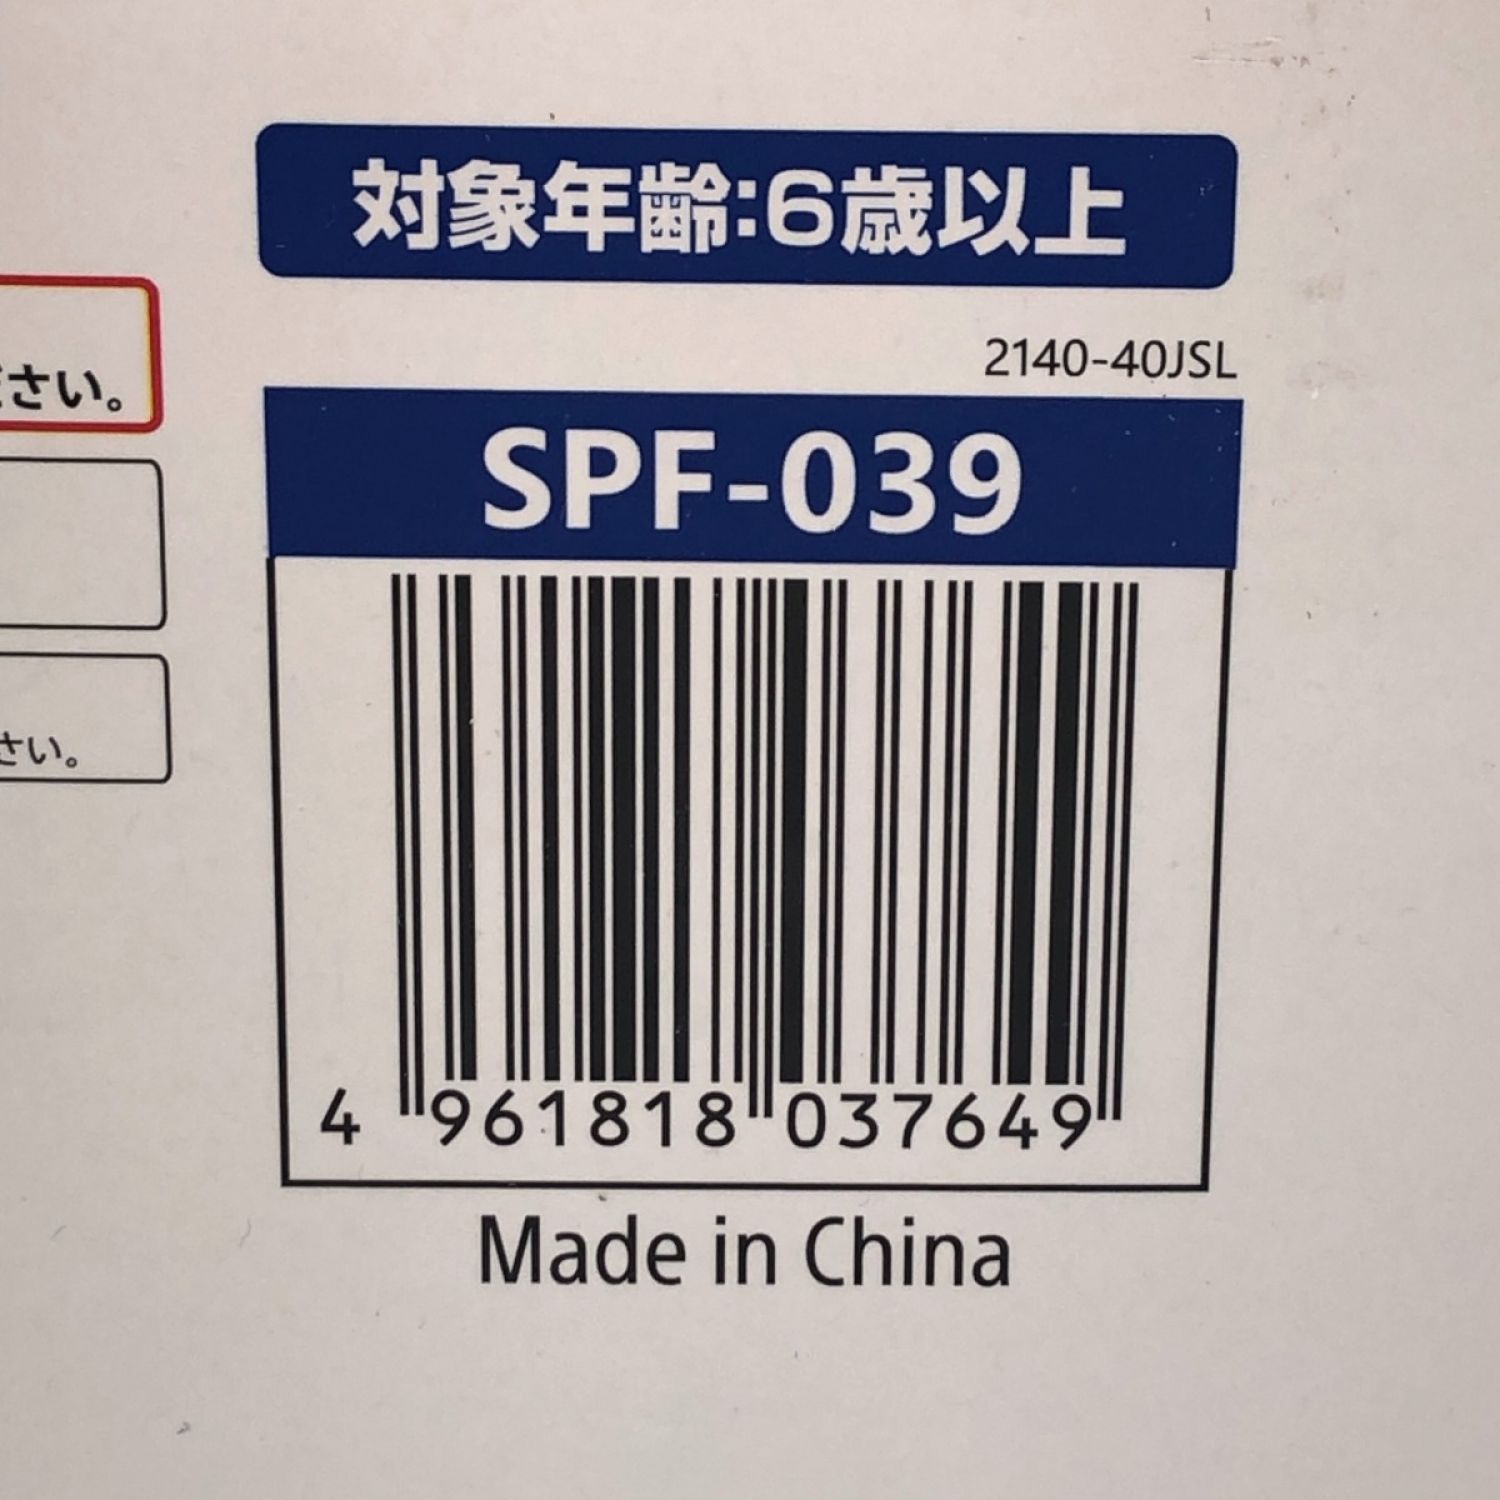 対象年齢:6歳以上
2140-40JSL
ださい。
SPF-039
さい。
4 961818 037649
Made in China